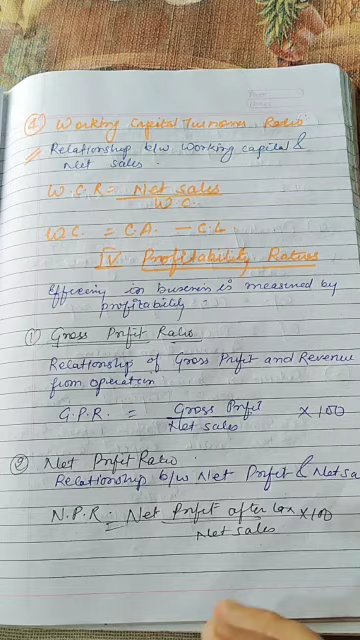 ④ Working Capital Turnover Ratio
Relationship b/w working capital &
Net sales.
W.C.R = Net sales
W.C.
WC. = C.A. - C.L
IV. Profitability Ratios
Efficiency in business is measured by
profitability
① Gross Profit Ratio
Relationship of Gross Profit and Revenue
from operation
G.P.R. = Gross Profit × 100
Net sales
② Net Profit Ratio.
Relationship b/w Net Profit & Net sa
N.P.R. = Net Profit after tax × 100
Net sales